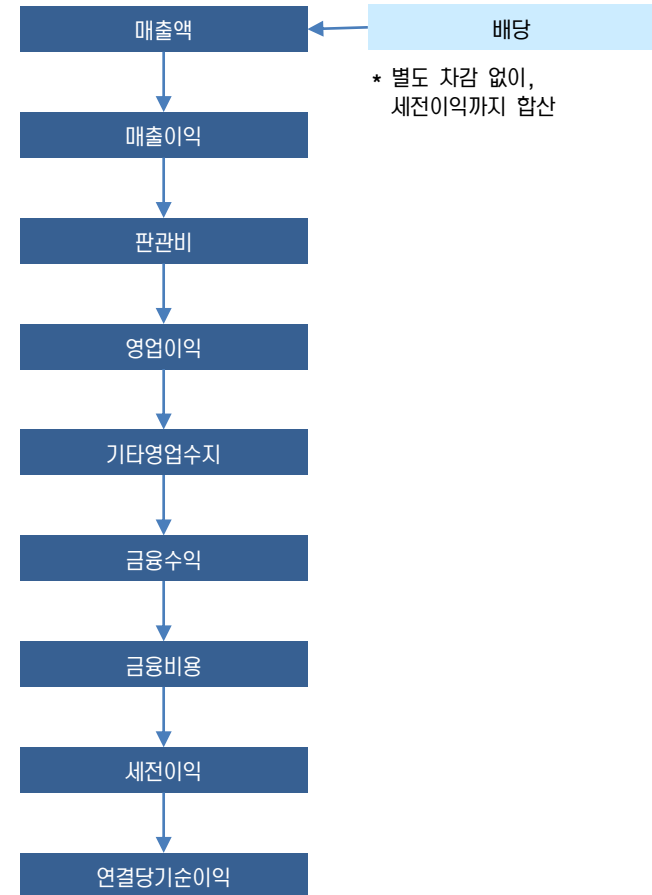 매출액
배당
* 별도 차감 없이,
세전이익까지 합산
매출이익
판관비
영업이익
기타영업수지
금융수익
금융비용
세전이익
연결당기순이익